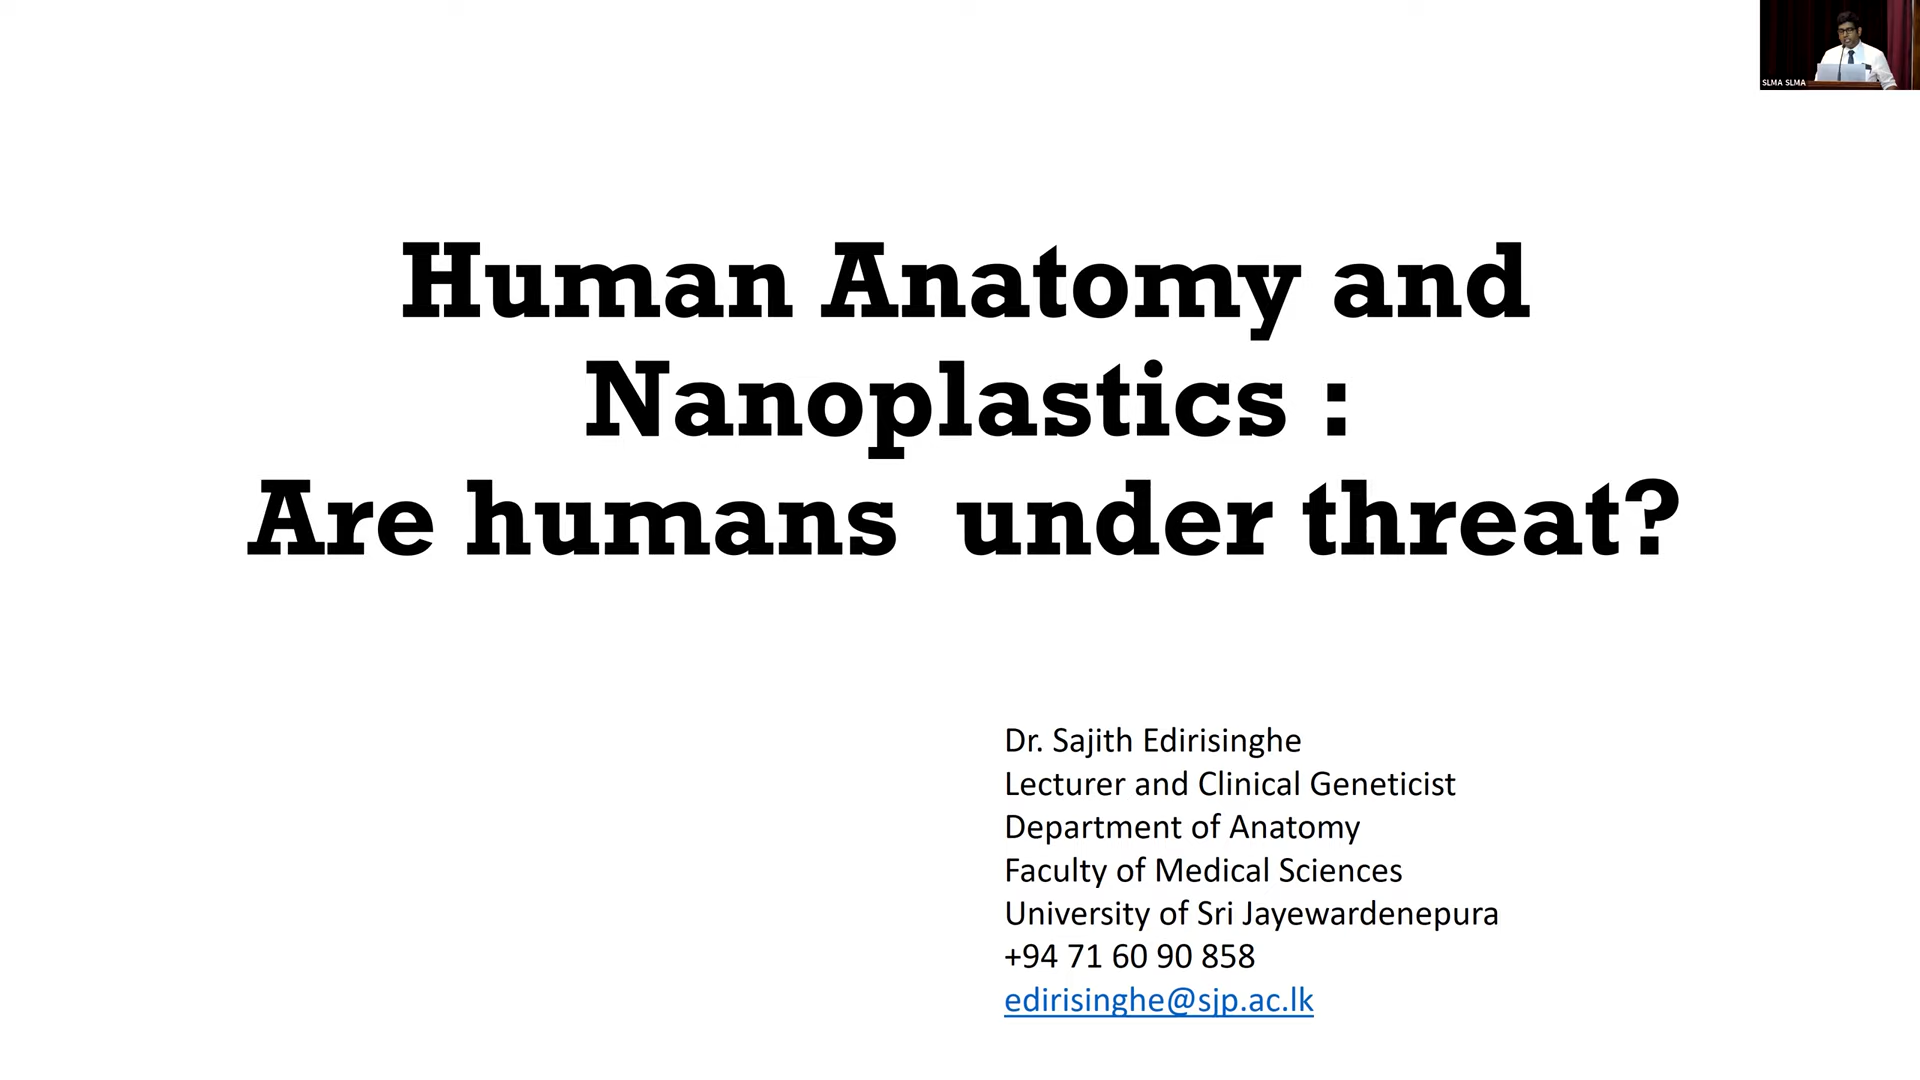 SLMA SLMA
Human Anatomy and
Nanoplastics :
Are humans  under threat?
Dr. Sajith Edirisinghe
Lecturer and Clinical Geneticist
Department of Anatomy
Faculty of Medical Sciences
University of Sri Jayewardenepura
+94 71 60 90 858
edirisinghe@sjp.ac.lk